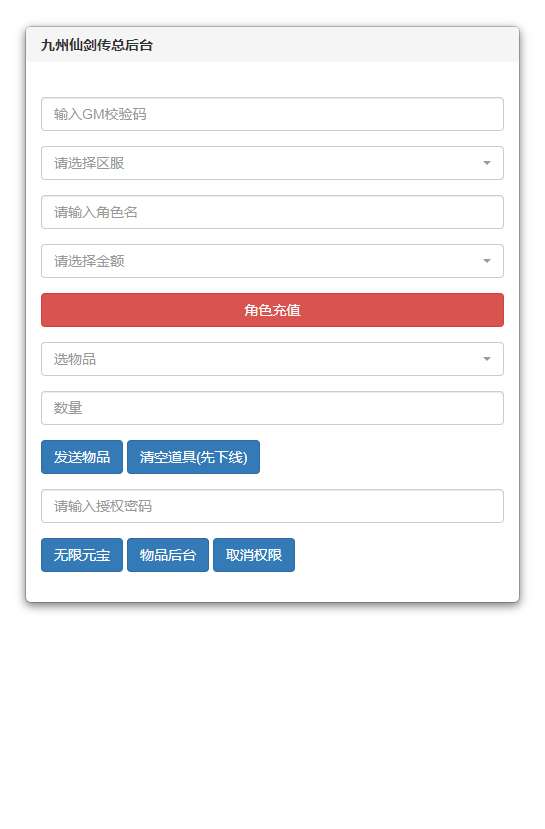 九州仙剑传总后台
输入GM校验码
请选择区服
请输入角色名
请选择金额
角色充值
选物品
数量
发送物品 清空道具(先下线)
请输入授权密码
无限元宝 物品后台 取消权限